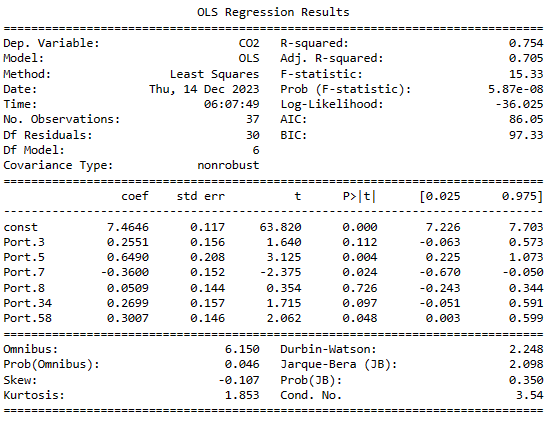 OLS Regression Results
==============================================================================
Dep. Variable: CO2 R-squared: 0.754
Model: OLS Adj. R-squared: 0.705
Method: Least Squares F-statistic: 15.33
Date: Thu, 14 Dec 2023 Prob (F-statistic): 5.87e-08
Time: 06:07:49 Log-Likelihood: -36.025
No. Observations: 37 AIC: 86.05
Df Residuals: 30 BIC: 97.33
Df Model: 6
Covariance Type: nonrobust
==============================================================================
coef std err t P>|t| [0.025 0.975]
------------------------------------------------------------------------------
const 7.4646 0.117 63.820 0.000 7.226 7.703
Port.3 0.2551 0.156 1.640 0.112 -0.063 0.573
Port.5 0.6490 0.208 3.125 0.004 0.225 1.073
Port.7 -0.3600 0.152 -2.375 0.024 -0.670 -0.050
Port.8 0.0509 0.144 0.354 0.726 -0.243 0.344
Port.34 0.2699 0.157 1.715 0.097 -0.051 0.591
Port.58 0.3007 0.146 2.062 0.048 0.003 0.599
==============================================================================
Omnibus: 6.150 Durbin-Watson: 2.248
Prob(Omnibus): 0.046 Jarque-Bera (JB): 2.098
Skew: -0.107 Prob(JB): 0.350
Kurtosis: 1.853 Cond. No. 3.54
==============================================================================